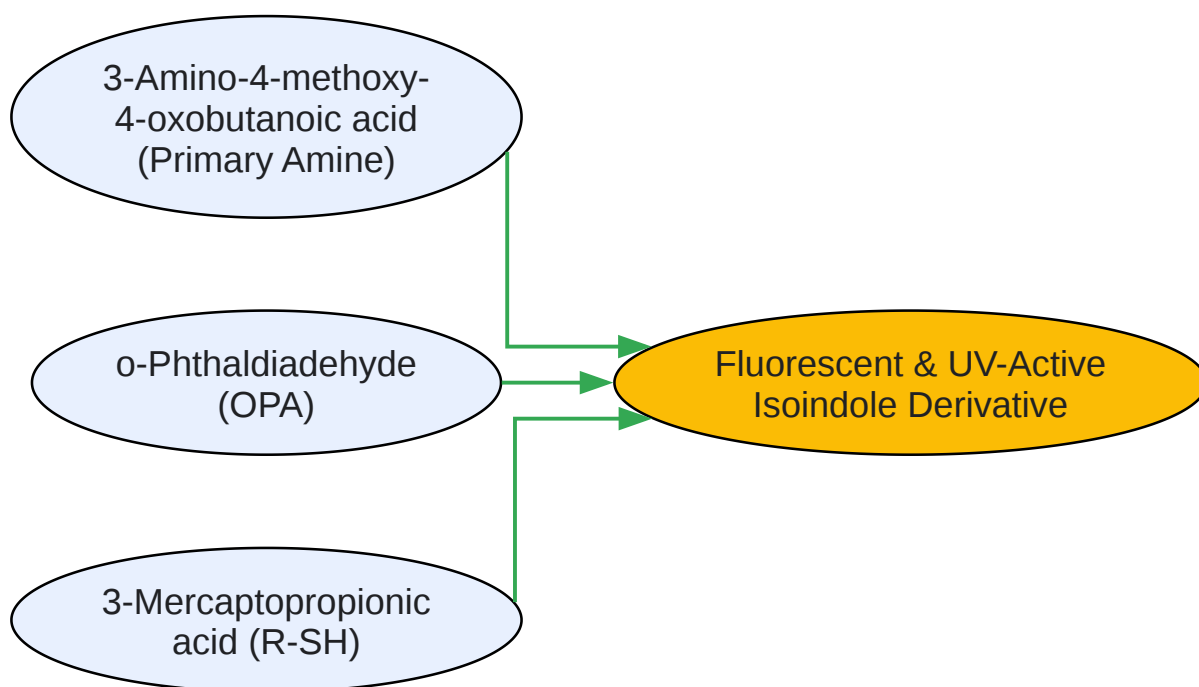 3-Amino-4-methoxy-
4-oxobutanoic acid
(Primary Amine)
o-Phthaldiadehyde
(OPA)
Fluorescent & UV-Active
Isoindole Derivative
3-Mercaptopropionic
acid (R-SH)